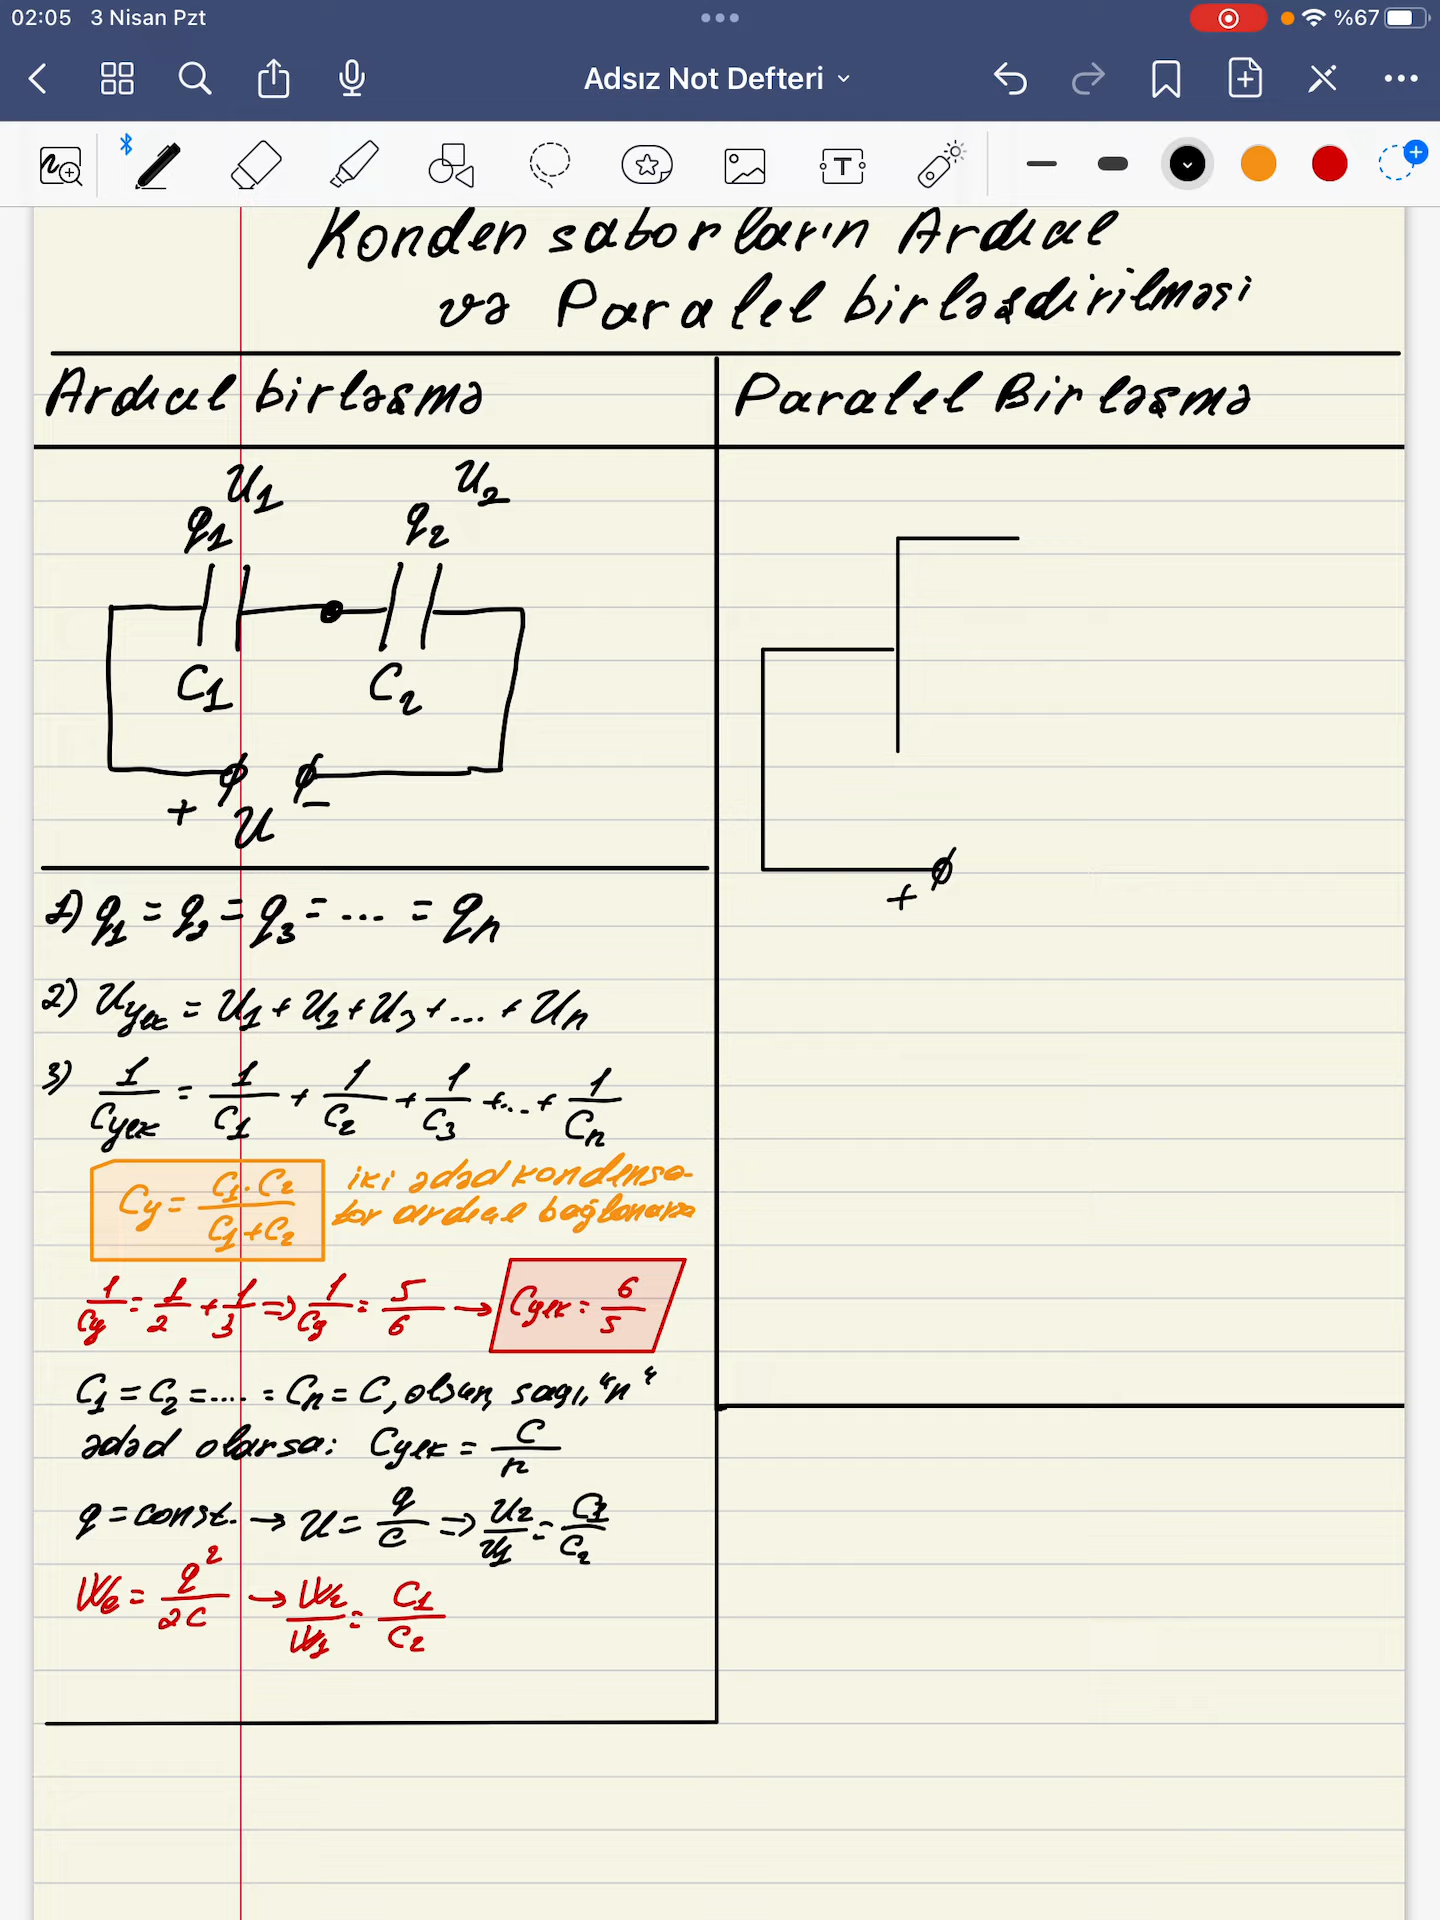 02:05 3 Nisan Pzt
%67
Adsız Not Defteri
Kondensatorların Ardıcıl
və Paralel birləşdirilməsi
Ardıcıl birləşmə
Paralel Birləşmə
U1 U2
q1 q2
C1 C2
+ U −
+
1) q1 = q2 = q3 = ... = qn
2) Uyek = U1 + U2 + U3 + ... + Un
3) 1/Cyek = 1/C1 + 1/C2 + 1/C3 + ... + 1/Cn
Cy = C1·C2/C1+C2 iki ədəd kondensa-
tor ardıcıl bağlanarsa
1/Cy = 1/2 + 1/3 => 1/Cy = 5/6 → Cyek = 6/5
C1 = C2 = .... = Cn = C, olsun, sayı, "n"
ədəd olarsa: Cyek = C/n
q = const. → U = q/C => U2/U1 = C1/C2
We = q²/2C → W2/W1 = C1/C2